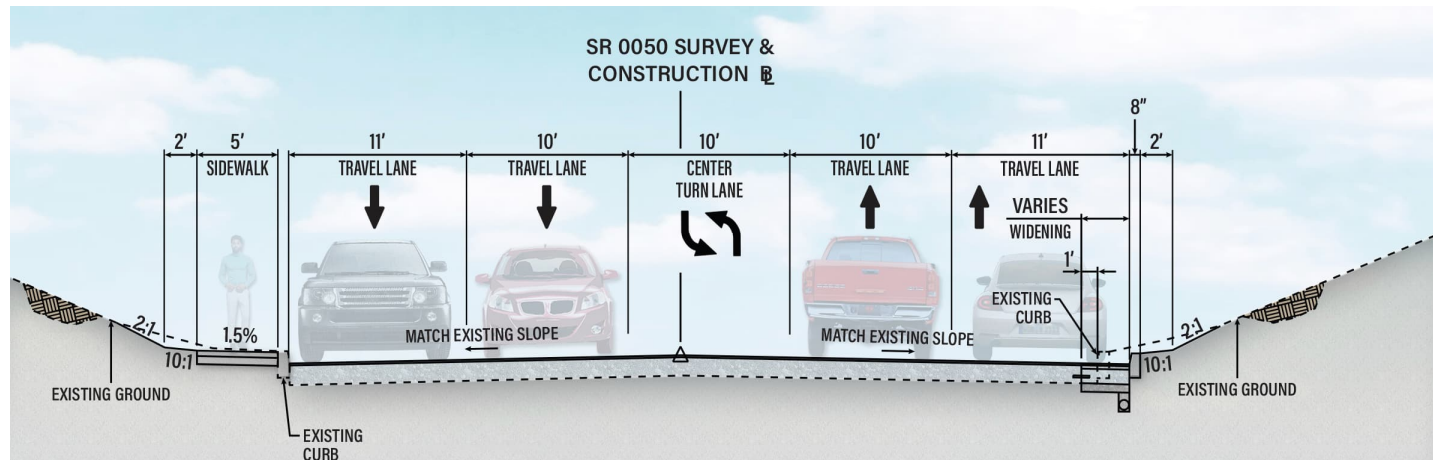 SR 0050 SURVEY &
CONSTRUCTION BL
8"
2' 5' 11' 10' 10' 10' 11' 2'
SIDEWALK
TRAVEL LANE
TRAVEL LANE
CENTER
TURN LANE
TRAVEL LANE
TRAVEL LANE
VARIES
WIDENING
1'
EXISTING
CURB
2:1
1.5%
10:1
MATCH EXISTING SLOPE
MATCH EXISTING SLOPE
2:1
10:1
EXISTING GROUND
EXISTING GROUND
EXISTING
CURB